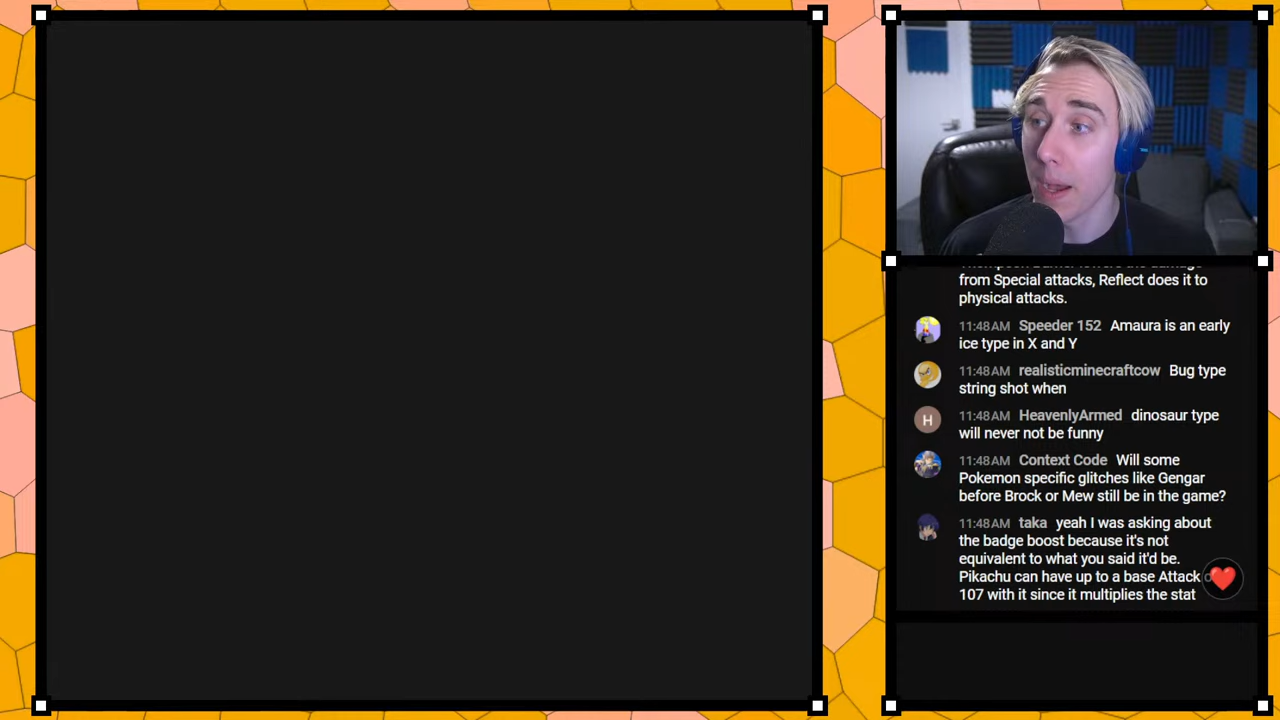 from Special attacks, Reflect does it to
physical attacks.
11:48AM Speeder 152 Amaura is an early
ice type in X and Y
11:48AM realisticminecraftcow Bug type
string shot when
H 11:48AM HeavenlyArmed dinosaur type
will never not be funny
11:48AM Context Code Will some
Pokemon specific glitches like Gengar
before Brock or Mew still be in the game?
11:48AM taka yeah I was asking about
the badge boost because it's not
equivalent to what you said it'd be.
Pikachu can have up to a base Attack
107 with it since it multiplies the stat